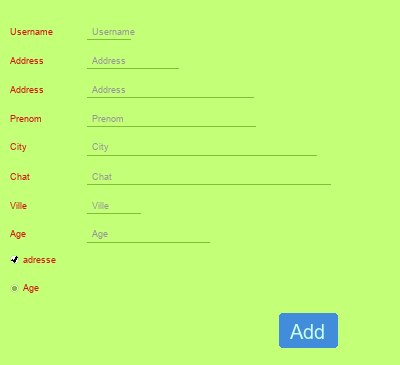 Username Username
Address Address
Address Address
Prenom Prenom
City City
Chat Chat
Ville Ville
Age Age
adresse
Age
Add